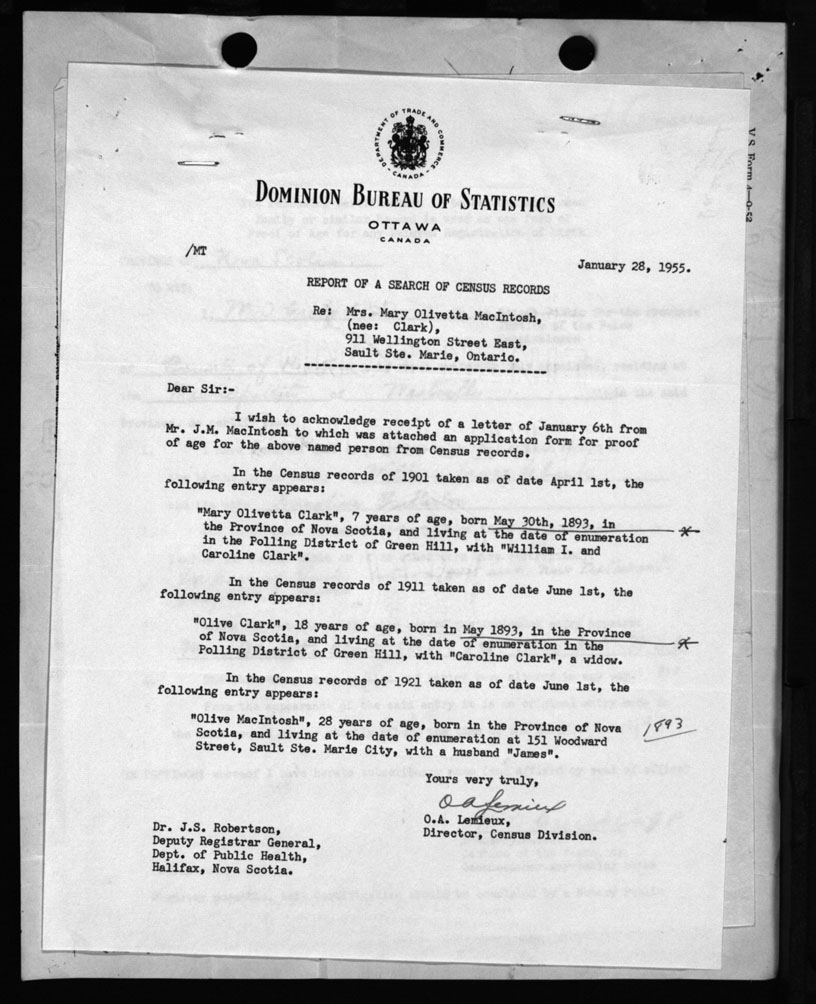 DEPARTMENT OF TRADE AND COMMERCE
CANADA
V.S. Form 4—9-52
DOMINION BUREAU OF STATISTICS
OTTAWA
CANADA
/MT
January 28, 1955.
REPORT OF A SEARCH OF CENSUS RECORDS
Re: Mrs. Mary Olivetta MacIntosh,
(nee: Clark),
911 Wellington Street East,
Sault Ste. Marie, Ontario.
Dear Sir:-
I wish to acknowledge receipt of a letter of January 6th from
Mr. J.M. MacIntosh to which was attached an application form for proof
of age for the above named person from Census records.
In the Census records of 1901 taken as of date April 1st, the
following entry appears:
"Mary Olivetta Clark", 7 years of age, born May 30th, 1893, in
the Province of Nova Scotia, and living at the date of enumeration
in the Polling District of Green Hill, with "William I. and
Caroline Clark".
In the Census records of 1911 taken as of date June 1st, the
following entry appears:
"Olive Clark", 18 years of age, born in May 1893, in the Province
of Nova Scotia, and living at the date of enumeration in the
Polling District of Green Hill, with "Caroline Clark", a widow.
In the Census records of 1921 taken as of date June 1st, the
following entry appears:
"Olive MacIntosh", 28 years of age, born in the Province of Nova
Scotia, and living at the date of enumeration at 151 Woodward
Street, Sault Ste. Marie City, with a husband "James".
1893
Yours very truly,
O A Lemieux
O.A. Lemieux,
Director, Census Division.
Dr. J.S. Robertson,
Deputy Registrar General,
Dept. of Public Health,
Halifax, Nova Scotia.